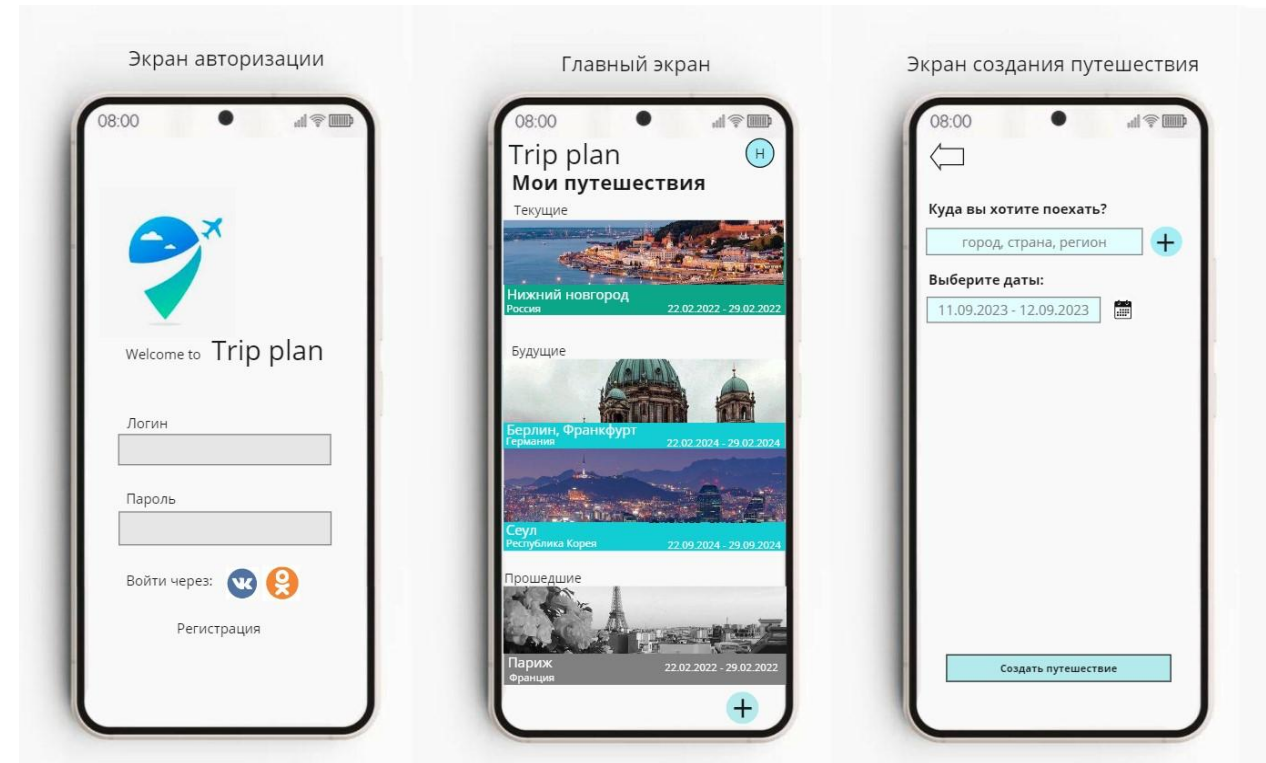 Экран авторизации
08:00
Welcome to Trip plan
Логин
Пароль
Войти через:
Регистрация
Главный экран
08:00
Trip plan
H
Мои путешествия
Текущие
Нижний новгород
Россия 22.02.2022 - 29.02.2022
Будущие
Берлин, Франкфурт
Германия 22.02.2024 - 29.02.2024
Сеул
Республика Корея 22.09.2024 - 29.09.2024
Прошедшие
Париж 22.02.2022 - 29.02.2022
Франция
+
Экран создания путешествия
08:00
Куда вы хотите поехать?
город, страна, регион +
Выберите даты:
11.09.2023 - 12.09.2023
Создать путешествие